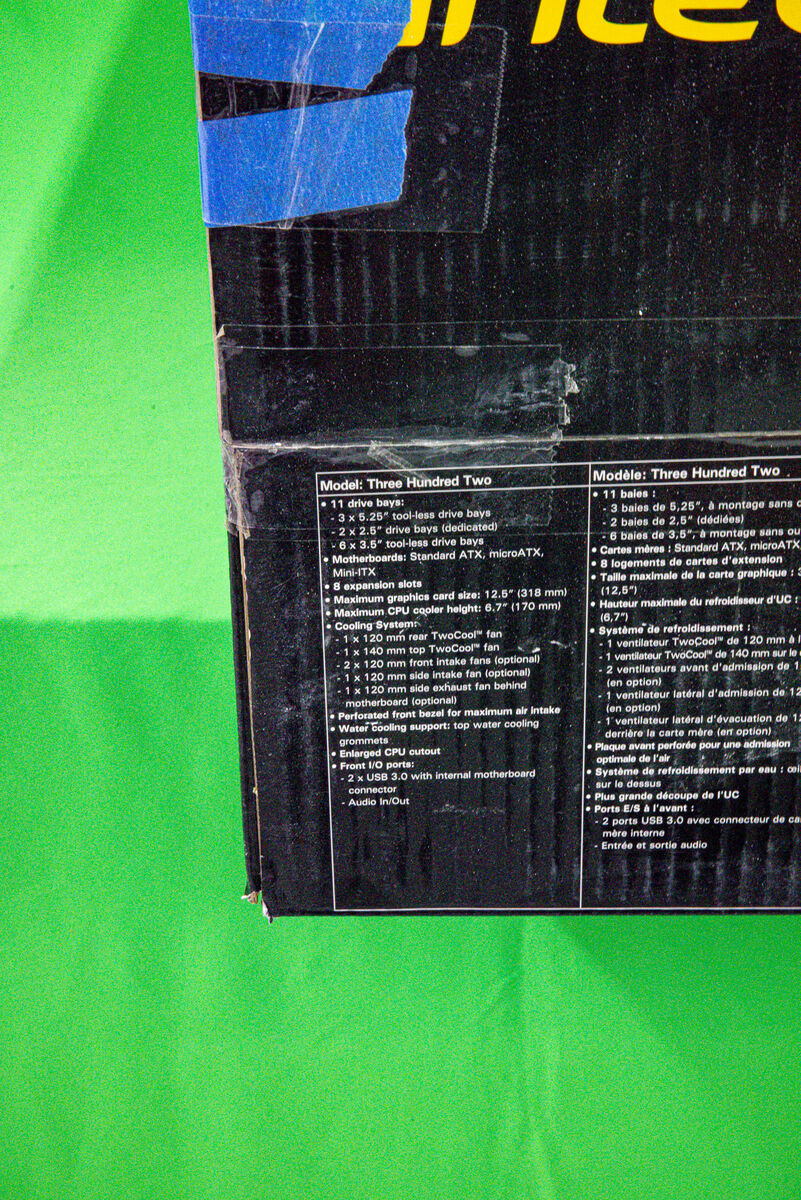 Model: Three Hundred Two
• 11 drive bays:
- 3 x 5.25" tool-less drive bays
- 2 x 2.5" drive bays (dedicated)
- 6 x 3.5" tool-less drive bays
• Motherboards: Standard ATX, microATX,
Mini-ITX
• 8 expansion slots
• Maximum graphics card size: 12.5" (318 mm)
• Maximum CPU cooler height: 6.7" (170 mm)
• Cooling System:
- 1 x 120 mm rear TwoCool™ fan
- 1 x 140 mm top TwoCool™ fan
- 2 x 120 mm front intake fans (optional)
- 1 x 120 mm side intake fan (optional)
- 1 x 120 mm side exhaust fan behind
motherboard (optional)
• Perforated front bezel for maximum air intake
• Water cooling support: top water cooling
grommets
• Enlarged CPU cutout
• Front I/O ports:
- 2 x USB 3.0 with internal motherboard
connector
- Audio In/Out
Modèle: Three Hundred Two
• 11 baies :
- 3 baies de 5,25", à montage sans
- 2 baies de 2,5" (dédiées)
- 6 baies de 3,5", à montage sans
• Cartes mères : Standard ATX, microATX
• 8 logements de cartes d'extension
• Taille maximale de la carte graphique :
(12,5")
• Hauteur maximale du refroidisseur d'UC :
(6,7")
• Système de refroidissement :
- 1 ventilateur TwoCool™ de 120 mm à
- 1 ventilateur TwoCool™ de 140 mm sur le
- 2 ventilateurs avant d'admission de
(en option)
- 1 ventilateur latéral d'admission de
(en option)
- 1 ventilateur latéral d'évacuation de
derrière la carte mère (en option)
• Plaque avant perforée pour une admission
optimale de l'air
• Système de refroidissement par eau :
sur le dessus
• Plus grande découpe de l'UC
• Ports E/S à l'avant :
- 2 ports USB 3.0 avec connecteur de
mère interne
- Entrée et sortie audio